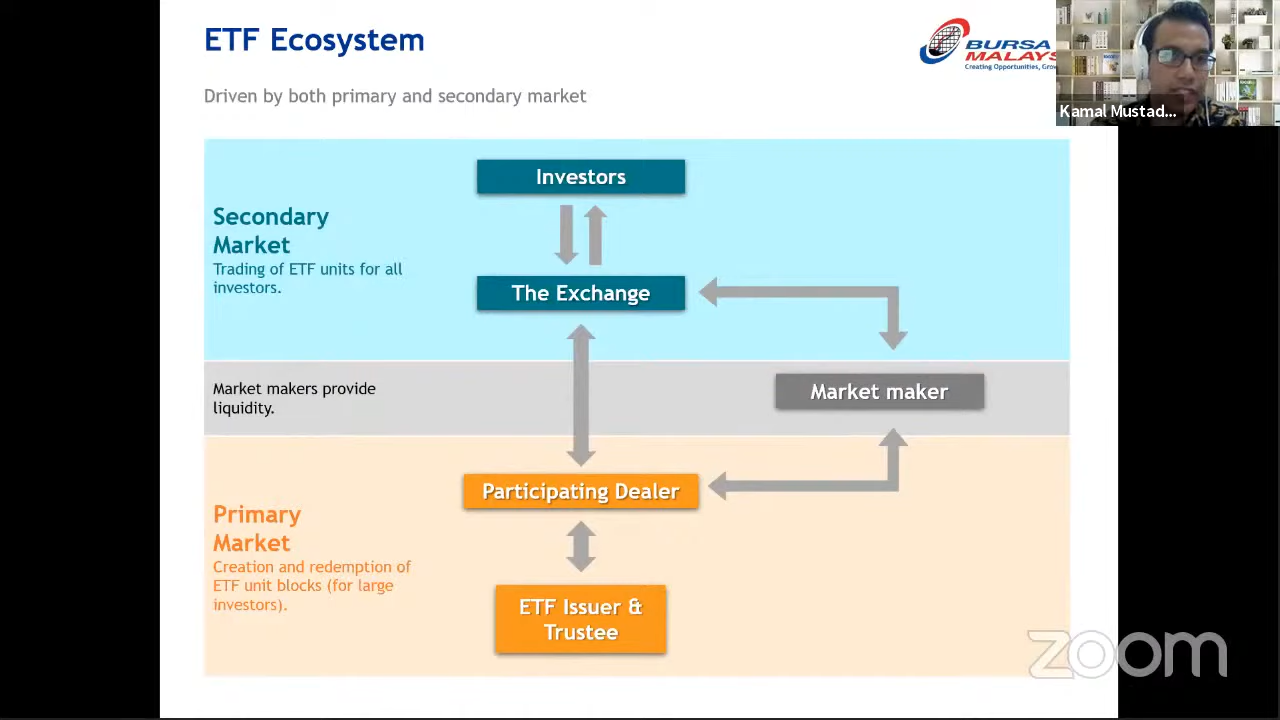 ETF Ecosystem
BURSA
MALAYS
Creating Opportunities, Grow
Kamal Mustad...
Driven by both primary and secondary market
Investors
Secondary
Market
Trading of ETF units for all
investors.
The Exchange
Market makers provide
liquidity.
Market maker
Participating Dealer
Primary
Market
Creation and redemption of
ETF unit blocks (for large
investors).
ETF Issuer &
Trustee
zoom